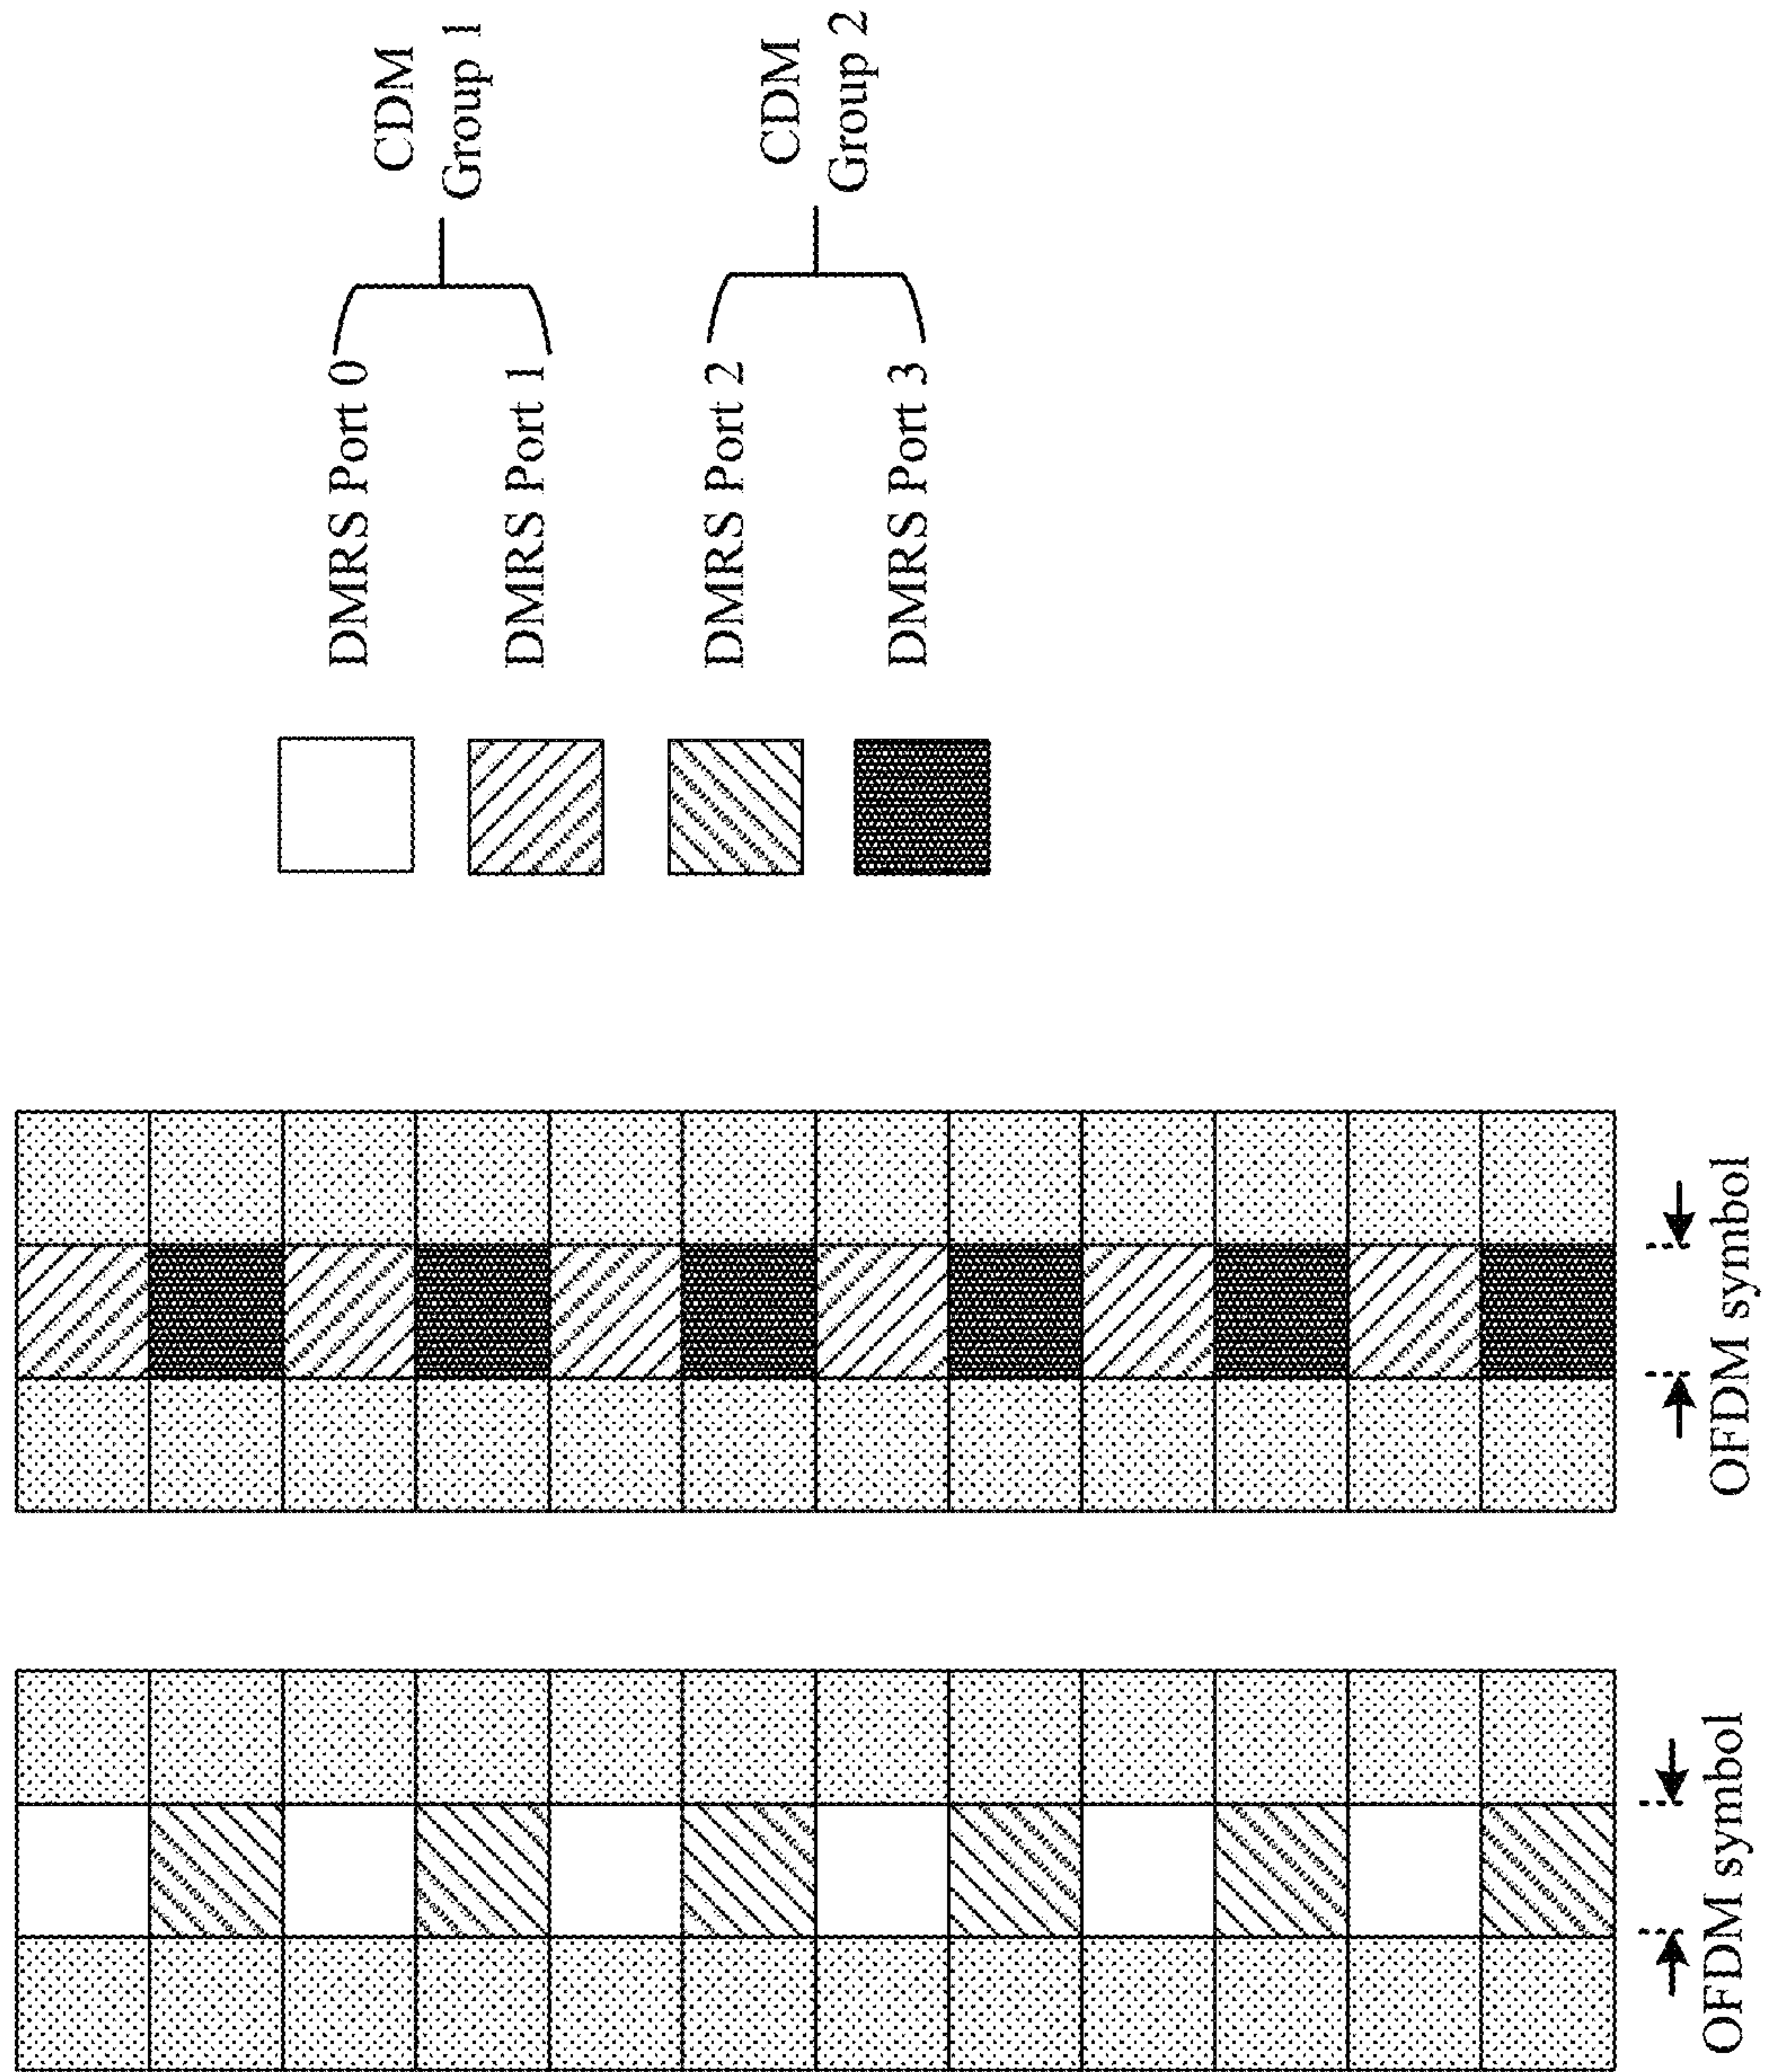 DMRS Port 0
DMRS Port 1
CDM
Group 1
DMRS Port 2
DMRS Port 3
CDM
Group 2
OFDM symbol
OFDM symbol